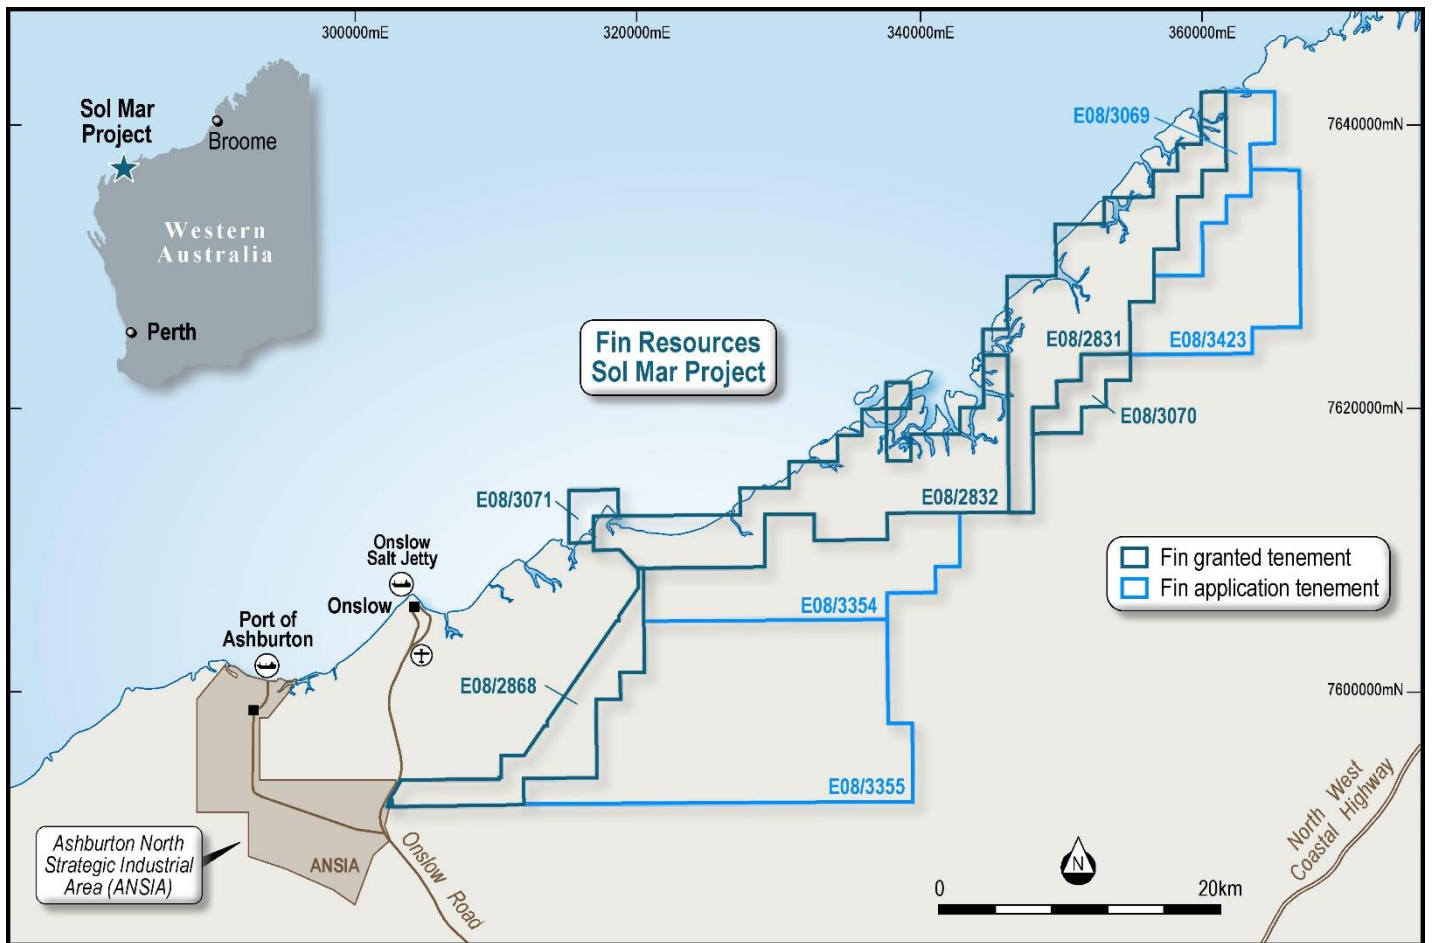 300000mE
320000mE
340000mE
360000mE
Sol Mar
Project
Broome
Western
Australia
Perth
E08/3069
7640000mN
Fin Resources
Sol Mar Project
E08/2831
E08/3423
E08/3070
7620000mN
E08/3071
E08/2832
Onslow
Salt Jetty
Onslow
Port of
Ashburton
E08/3354
Fin granted tenement
Fin application tenement
E08/2868
7600000mN
E08/3355
Ashburton North
Strategic Industrial
Area (ANSIA)
ANSIA
Onslow Road
N
0
20km
North West
Coastal Highway